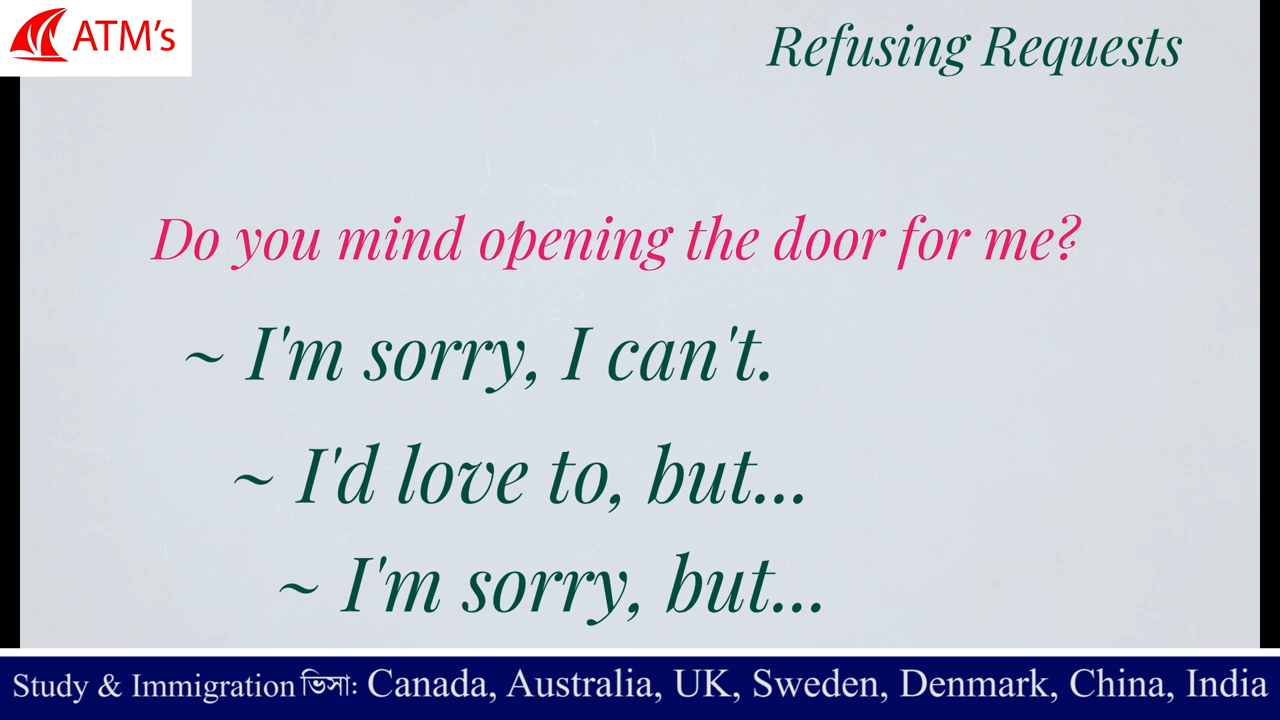 ATM's
Refusing Requests
Do you mind opening the door for me?
~ I'm sorry, I can't.
~ I'd love to, but...
~ I'm sorry, but...
Study & Immigration ভিসাঃ Canada, Australia, UK, Sweden, Denmark, China, India